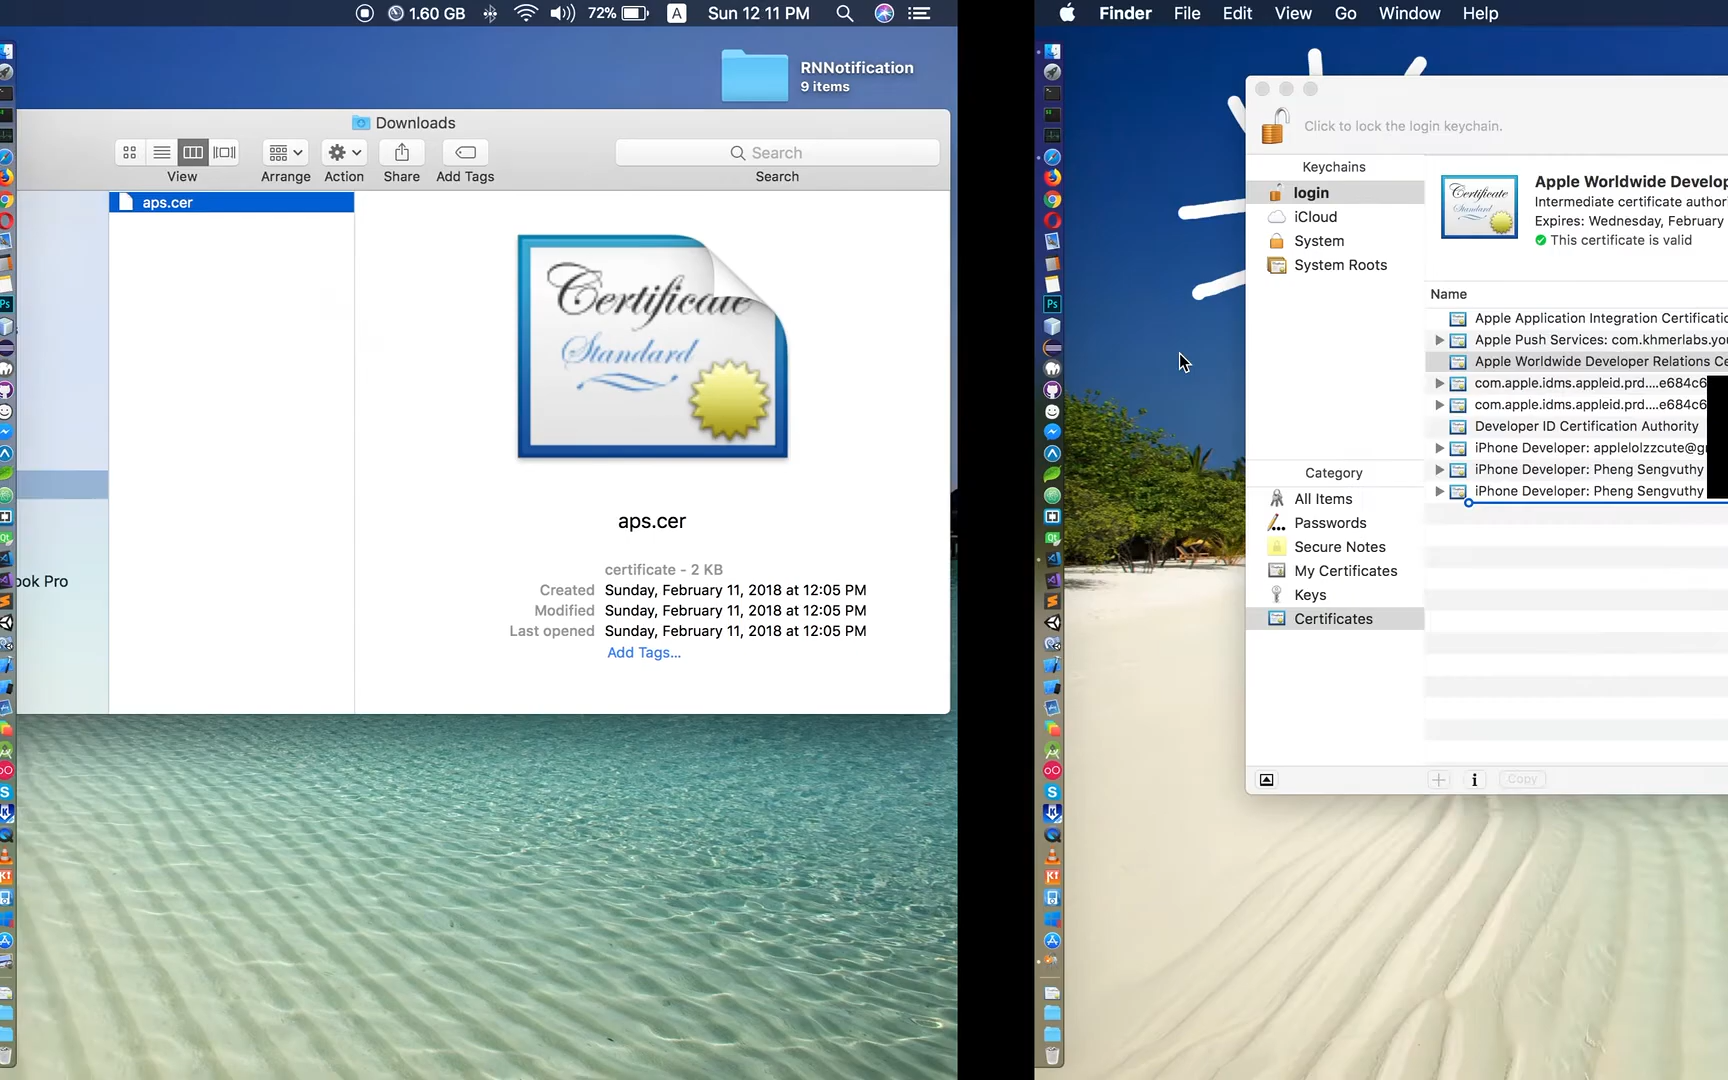 1.60 GB
72%
A
Sun 12 11 PM
RNNotification
9 items
Downloads
Search
View
Arrange
Action
Share
Add Tags
Search
aps.cer
Certificate
Standard
aps.cer
certificate - 2 KB
Created Sunday, February 11, 2018 at 12:05 PM
Modified Sunday, February 11, 2018 at 12:05 PM
Last opened Sunday, February 11, 2018 at 12:05 PM
Add Tags...
ook Pro
Finder File Edit View Go Window Help
Click to lock the login keychain.
Keychains
login
iCloud
System
System Roots
Certificate
Standard
Apple Worldwide Develop
Intermediate certificate author
Expires: Wednesday, February
This certificate is valid
Name
Apple Application Integration Certificatic
Apple Push Services: com.khmerlabs.you
Apple Worldwide Developer Relations Ce
com.apple.idms.appleid.prd....e684c6
com.apple.idms.appleid.prd....e684c6
Developer ID Certification Authority
iPhone Developer: applelolzzcute@g
iPhone Developer: Pheng Sengvuthy
iPhone Developer: Pheng Sengvuthy
Category
All Items
Passwords
Secure Notes
My Certificates
Keys
Certificates
Copy